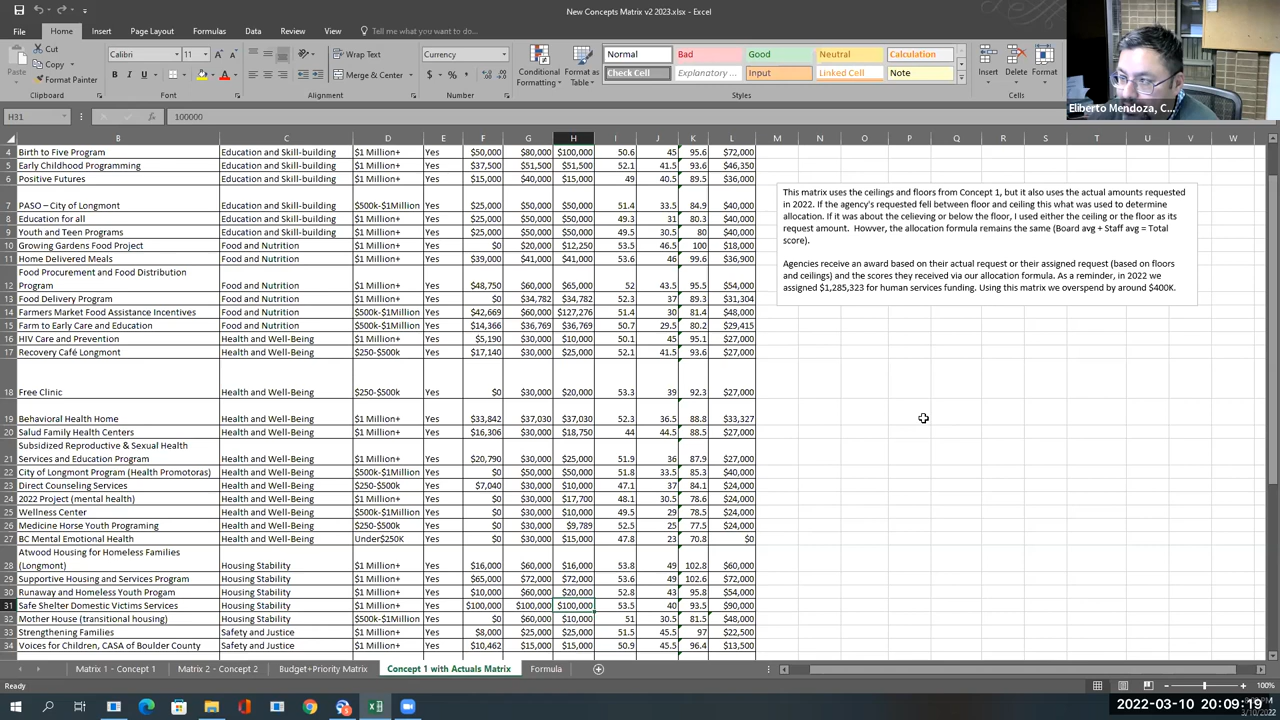 New Concepts Matrix v2 2023.xlsx - Excel
File Home Insert Page Layout Formulas Data Review View Tell me what you want to do
Cut
Copy
Format Painter
Paste
Clipboard
Calibri 11
Font
Wrap Text
Merge & Center
Alignment
Currency
Number
Conditional Formatting
Format as Table
Normal Bad Good Neutral Calculation
Check Cell Explanatory ... Input Linked Cell Note
Styles
Insert Delete Format
Cells
Eliberto Mendoza, C...
H31 100000
B C D E F G H I J K L M N O P Q R S T U V W
4 Birth to Five Program Education and Skill-building $1 Million+ Yes $50,000 $80,000 $100,000 50.6 45 95.6 $72,000
5 Early Childhood Programming Education and Skill-building $1 Million+ Yes $37,500 $51,500 $51,500 52.1 41.5 93.6 $46,350
6 Positive Futures Education and Skill-building $1 Million+ Yes $15,000 $40,000 $15,000 49 40.5 89.5 $36,000
7 PASO – City of Longmont Education and Skill-building $500k-$1Million Yes $25,000 $50,000 $50,000 51.4 33.5 84.9 $40,000
8 Education for all Education and Skill-building $1 Million+ Yes $25,000 $50,000 $25,000 49.3 31 80.3 $40,000
9 Youth and Teen Programs Education and Skill-building $1 Million+ Yes $25,000 $50,000 $50,000 49.5 30.5 80 $40,000
10 Growing Gardens Food Project Food and Nutrition $1 Million+ Yes $0 $20,000 $12,250 53.5 46.5 100 $18,000
11 Home Delivered Meals Food and Nutrition $1 Million+ Yes $39,000 $41,000 $41,000 53.6 46 99.6 $36,900
Food Procurement and Food Distribution
12 Program Food and Nutrition $1 Million+ Yes $48,750 $60,000 $65,000 52 43.5 95.5 $54,000
13 Food Delivery Program Food and Nutrition $1 Million+ Yes $0 $34,782 $34,782 52.3 37 89.3 $31,304
14 Farmers Market Food Assistance Incentives Food and Nutrition $500k-$1Million Yes $42,669 $60,000 $127,276 51.4 30 81.4 $48,000
15 Farm to Early Care and Education Food and Nutrition $500k-$1Million Yes $14,366 $36,769 $36,769 50.7 29.5 80.2 $29,415
16 HIV Care and Prevention Health and Well-Being $1 Million+ Yes $5,190 $30,000 $10,000 50.1 45 95.1 $27,000
17 Recovery Café Longmont Health and Well-Being $250-$500k Yes $17,140 $30,000 $25,000 52.1 41.5 93.6 $27,000
18 Free Clinic Health and Well-Being $250-$500k Yes $0 $30,000 $20,000 53.3 39 92.3 $27,000
19 Behavioral Health Home Health and Well-Being $1 Million+ Yes $33,842 $37,030 $37,030 52.3 36.5 88.8 $33,327
20 Salud Family Health Centers Health and Well-Being $1 Million+ Yes $16,306 $30,000 $18,750 44 44.5 88.5 $27,000
Subsidized Reproductive & Sexual Health
21 Services and Education Program Health and Well-Being $1 Million+ Yes $20,790 $30,000 $25,000 51.9 36 87.9 $27,000
22 City of Longmont Program (Health Promotoras) Health and Well-Being $500k-$1Million Yes $0 $50,000 $50,000 51.8 33.5 85.3 $40,000
23 Direct Counseling Services Health and Well-Being $250-$500k Yes $7,040 $30,000 $10,000 47.1 37 84.1 $24,000
24 2022 Project (mental health) Health and Well-Being $1 Million+ Yes $0 $30,000 $17,700 48.1 30.5 78.6 $24,000
25 Wellness Center Health and Well-Being $500k-$1Million Yes $0 $30,000 $10,000 49.5 29 78.5 $24,000
26 Medicine Horse Youth Programing Health and Well-Being $250-$500k Yes $0 $30,000 $9,789 52.5 25 77.5 $24,000
27 BC Mental Emotional Health Health and Well-Being Under$250K Yes $0 $30,000 $15,000 47.8 23 70.8 $0
Atwood Housing for Homeless Families
28 (Longmont) Housing Stability $1 Million+ Yes $16,000 $60,000 $16,000 53.8 49 102.8 $60,000
29 Supportive Housing and Services Program Housing Stability $1 Million+ Yes $65,000 $72,000 $72,000 53.6 49 102.6 $72,000
30 Runaway and Homeless Youth Progam Housing Stability $1 Million+ Yes $10,000 $60,000 $20,000 52.8 43 95.8 $54,000
31 Safe Shelter Domestic Victims Services Housing Stability $1 Million+ Yes $100,000 $100,000 $100,000 53.5 40 93.5 $90,000
32 Mother House (transitional housing) Housing Stability $500k-$1Million Yes $0 $60,000 $10,000 51 30.5 81.5 $48,000
33 Strengthening Families Safety and Justice $1 Million+ Yes $8,000 $25,000 $25,000 51.5 45.5 97 $22,500
34 Voices for Children, CASA of Boulder County Safety and Justice $1 Million+ Yes $10,462 $15,000 $15,000 50.9 45.5 96.4 $13,500
This matrix uses the ceilings and floors from Concept 1, but it also uses the actual amounts requested
in 2022. If the agency's requested fell between floor and ceiling this what was used to determine
allocation. If it was about the celieving or below the floor, I used either the ceiling or the floor as its
request amount. Howver, the allocation formula remains the same (Board avg + Staff avg = Total
score).
Agencies receive an award based on their actual request or their assigned request (based on floors
and ceilings) and the scores they received via our allocation formula. As a reminder, in 2022 we
assigned $1,285,323 for human services funding. Using this matrix we overspend by around $400K.
Matrix 1 - Concept 1 Matrix 2 - Concept 2 Budget+Priority Matrix Concept 1 with Actuals Matrix Formula
Ready 100%
2022-03-10 20:09:19
3/10/2022